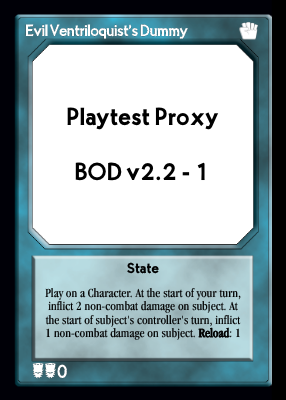 Evil Ventriloquist's Dummy
Playtest Proxy
BOD v2.2 - 1
State
Play on a Character. At the start of your turn,
inflict 2 non-combat damage on subject. At
the start of subject's controller's turn, inflict
1 non-combat damage on subject. Reload: 1
0